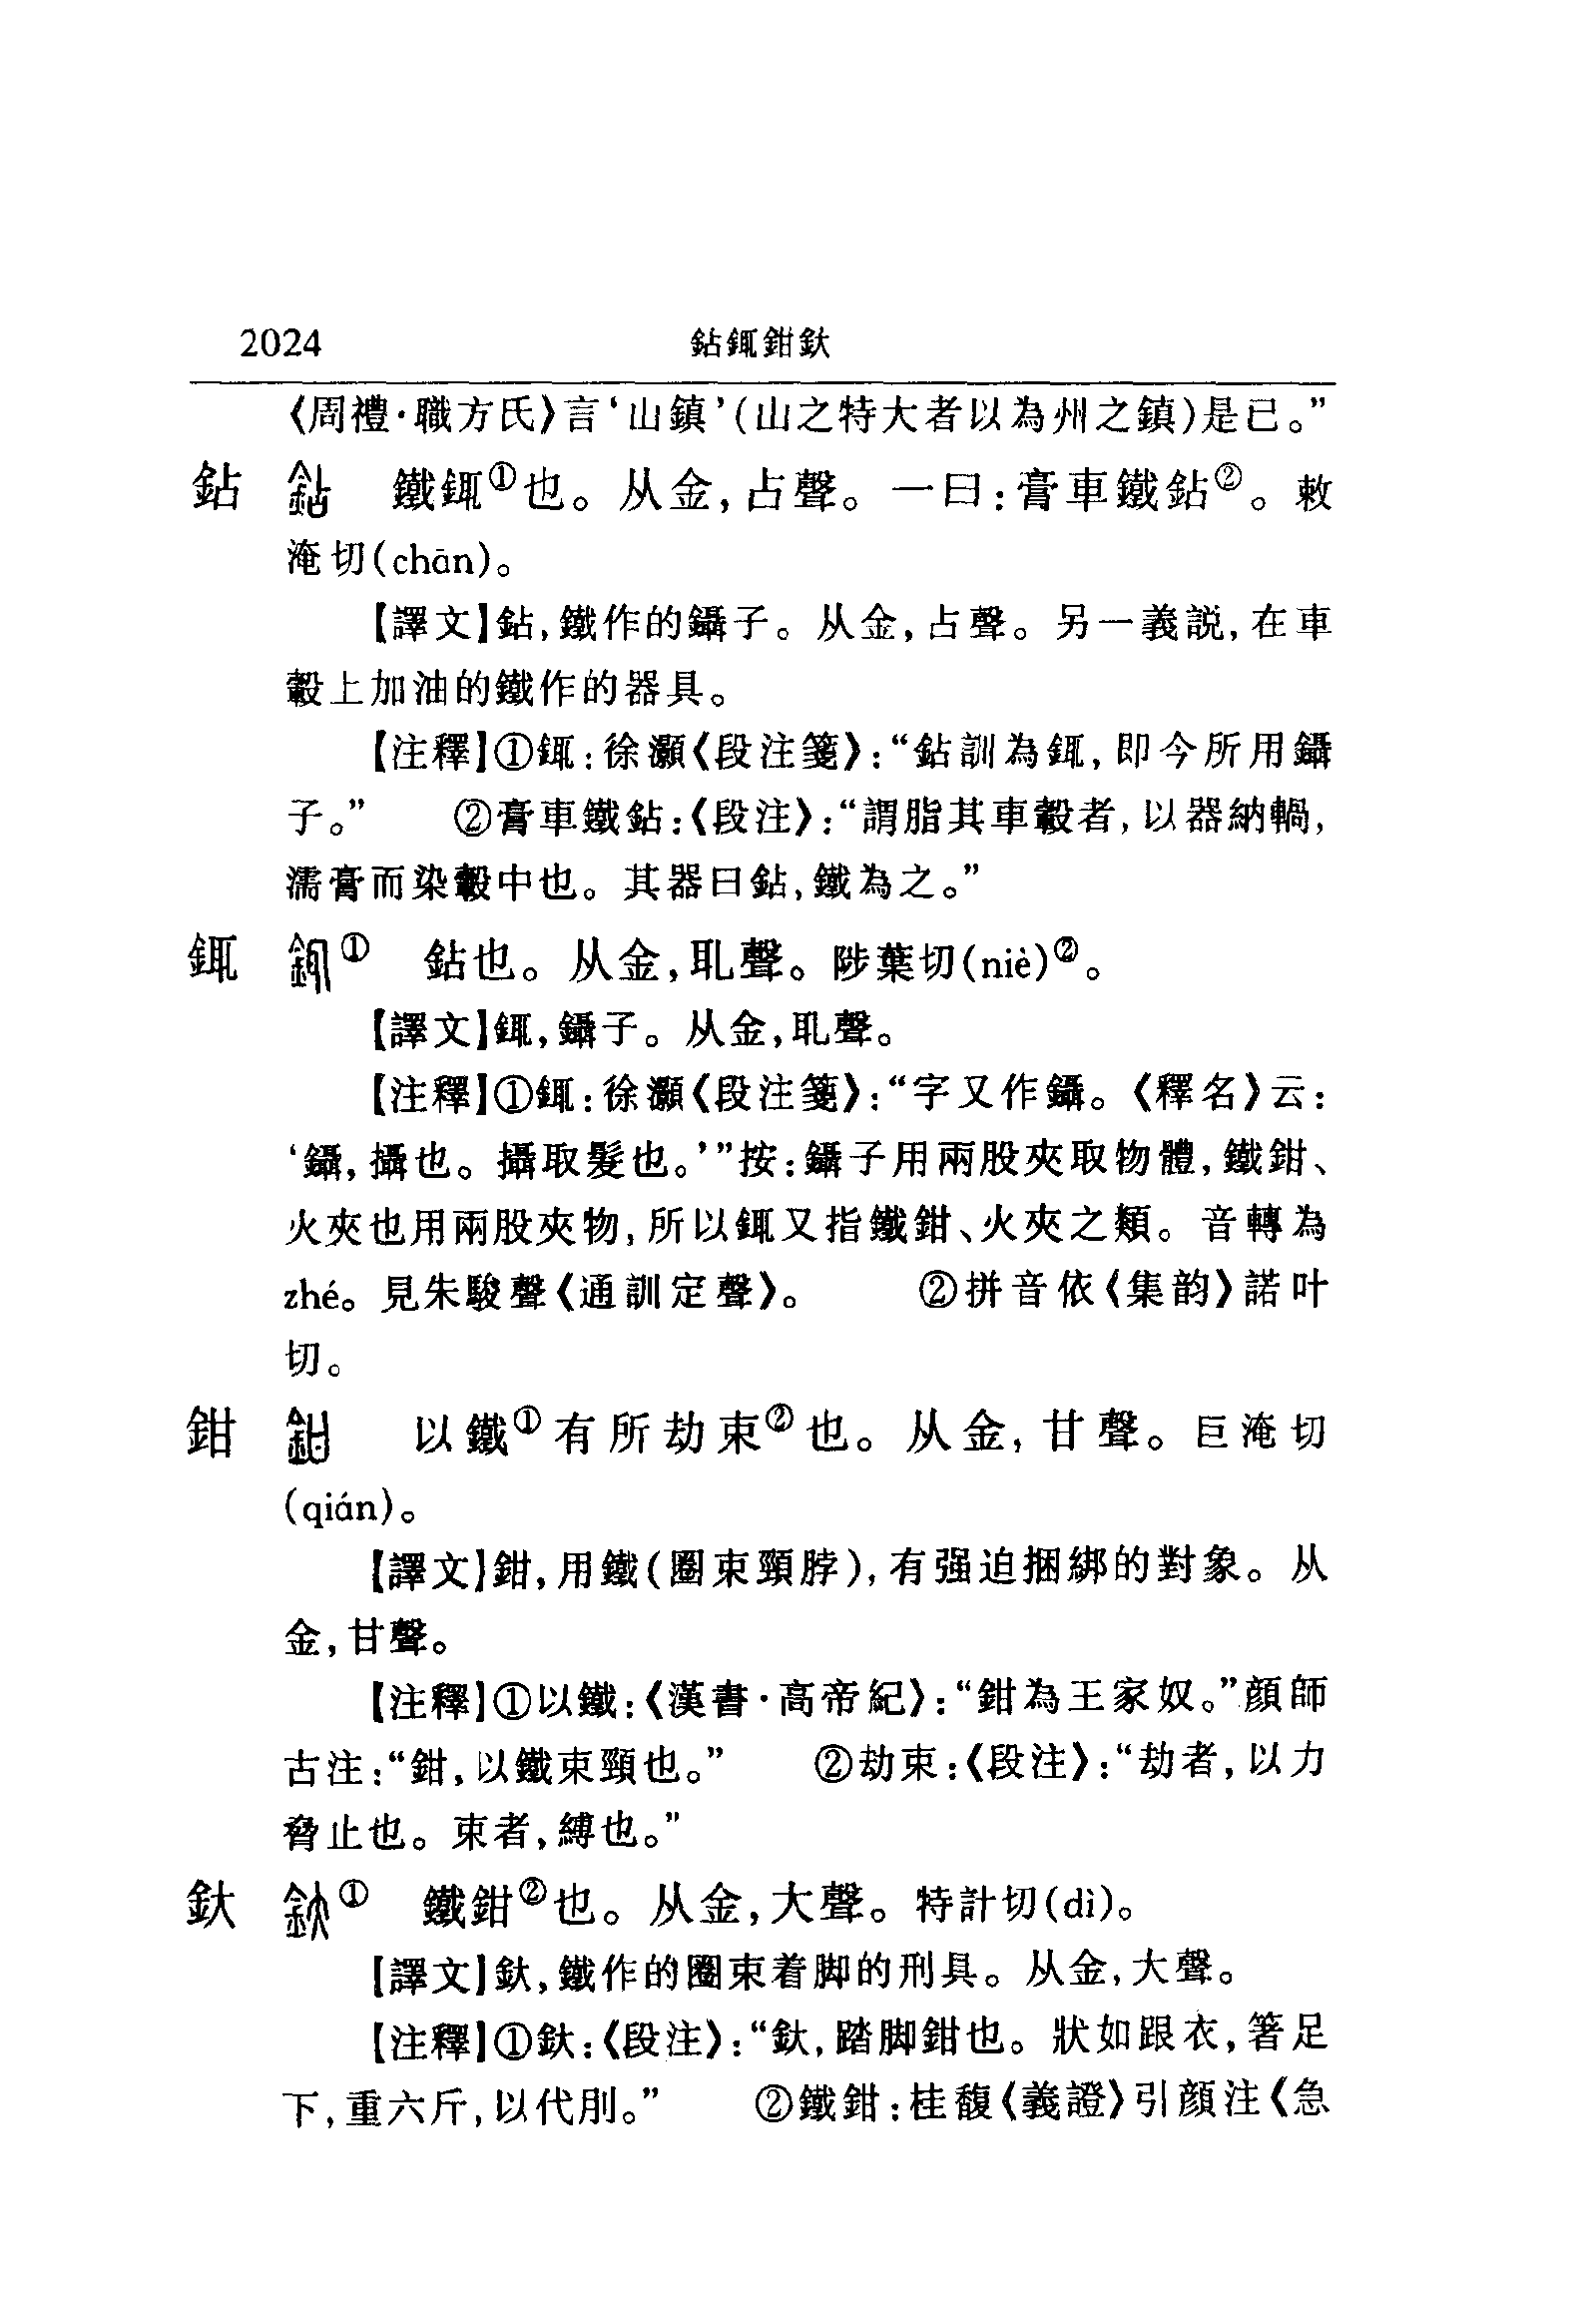 2024 鉆鉺鉗釱
《周禮·職方氏》言‘山鎮’(山之特大者以為州之鎮)是已。”
鉆 鉆 鐵銸①也。从金,占聲。一曰:膏車鐵鉆②。敕
淹切(chān)。
【譯文】鉆,鐵作的鑷子。从金,占聲。另一義説,在車
轂上加油的鐵作的器具。
【注釋】①銸:徐灝《段注箋》:“鉆訓為銸,即今所用鑷
子。” ②膏車鐵鉆:《段注》:“謂脂其車轂者,以器納輠,
濡膏而染轂中也。其器曰鉆,鐵為之。”
銸 銸① 鉆也。从金,耴聲。陟葉切(niè)②。
【譯文】銸,鑷子。从金,耴聲。
【注釋】①銸:徐灝《段注箋》:“字又作鑷。《釋名》云:
‘鑷,攝也。攝取髮也。’”按:鑷子用兩股夾取物體,鐵鉗、
火夾也用兩股夾物,所以銸又指鐵鉗、火夾之類。音轉為
zhé。見朱駿聲《通訓定聲》。 ②拼音依《集韵》諾叶
切。
鉗 鉗 以鐵①有所劫束②也。从金,甘聲。巨淹切
(qián)。
【譯文】鉗,用鐵(圈束頸脖),有强迫捆綁的對象。从
金,甘聲。
【注釋】①以鐵:《漢書·高帝紀》:“鉗為王家奴。”顔師
古注:“鉗,以鐵束頸也。” ②劫束:《段注》:“劫者,以力
脅止也。束者,縛也。”
釱 釱① 鐵鉗②也。从金,大聲。特計切(dì)。
【譯文】釱,鐵作的圈束着脚的刑具。从金,大聲。
【注釋】①釱:《段注》:“釱,踏脚鉗也。狀如跟衣,箸足
下,重六斤,以代刖。” ②鐵鉗:桂馥《義證》引顔注《急